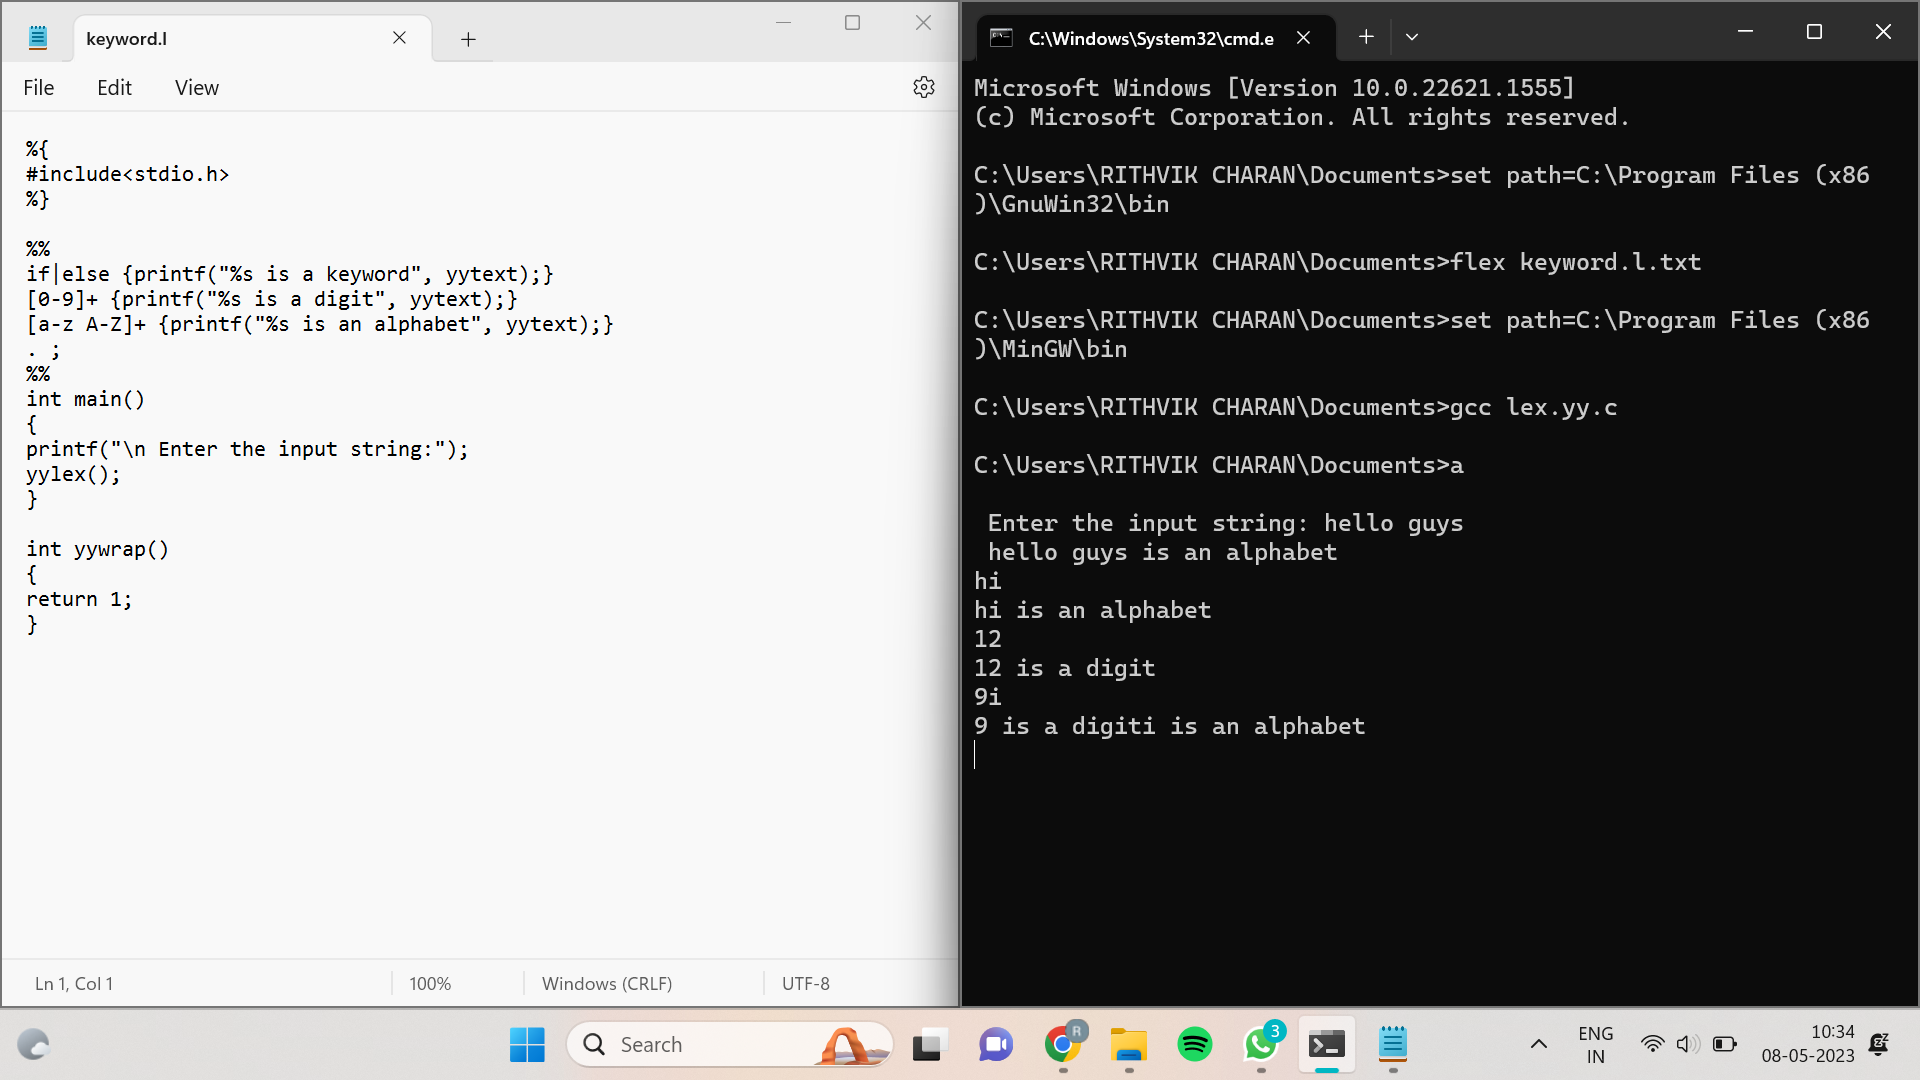 keyword.l
File Edit View
%{
#include<stdio.h>
%}
%%
if|else {printf("%s is a keyword", yytext);}
[0-9]+ {printf("%s is a digit", yytext);}
[a-z A-Z]+ {printf("%s is an alphabet", yytext);}
. ;
%%
int main()
{
printf("\n Enter the input string:");
yylex();
}
int yywrap()
{
return 1;
}
Ln 1, Col 1 100% Windows (CRLF) UTF-8
C:\Windows\System32\cmd.e
Microsoft Windows [Version 10.0.22621.1555]
(c) Microsoft Corporation. All rights reserved.
C:\Users\RITHVIK CHARAN\Documents>set path=C:\Program Files (x86
)\GnuWin32\bin
C:\Users\RITHVIK CHARAN\Documents>flex keyword.l.txt
C:\Users\RITHVIK CHARAN\Documents>set path=C:\Program Files (x86
)\MinGW\bin
C:\Users\RITHVIK CHARAN\Documents>gcc lex.yy.c
C:\Users\RITHVIK CHARAN\Documents>a
Enter the input string: hello guys
hello guys is an alphabet
hi
hi is an alphabet
12
12 is a digit
9i
9 is a digiti is an alphabet
Search
R
3
ENG
IN
10:34
08-05-2023